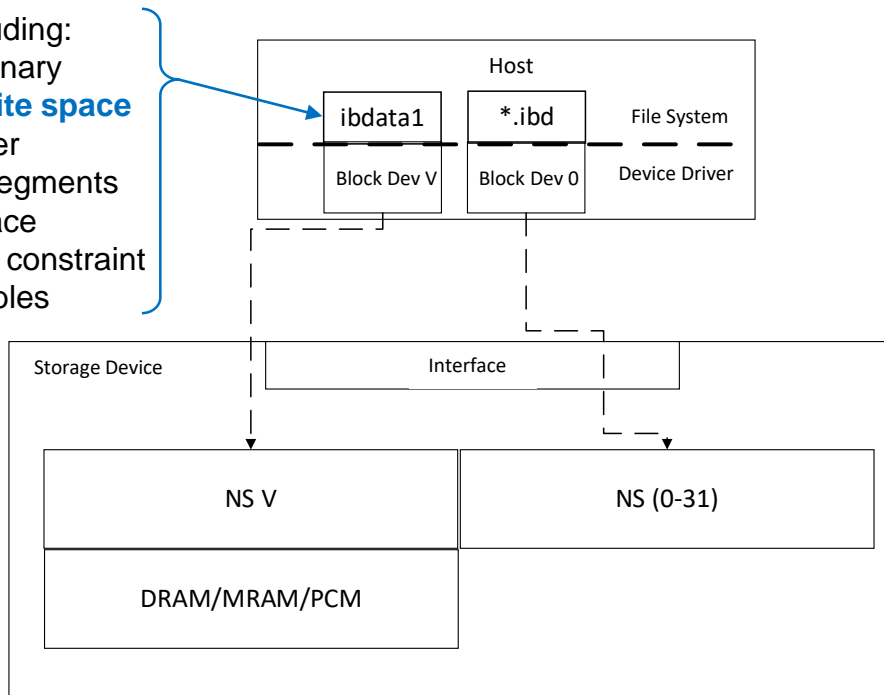 uding:
nary
ite space
er
egments
ace
constraint
bles
Host
ibdata1
*.ibd
File System
Block Dev V
Block Dev 0
Device Driver
Storage Device
Interface
NS V
NS (0-31)
DRAM/MRAM/PCM